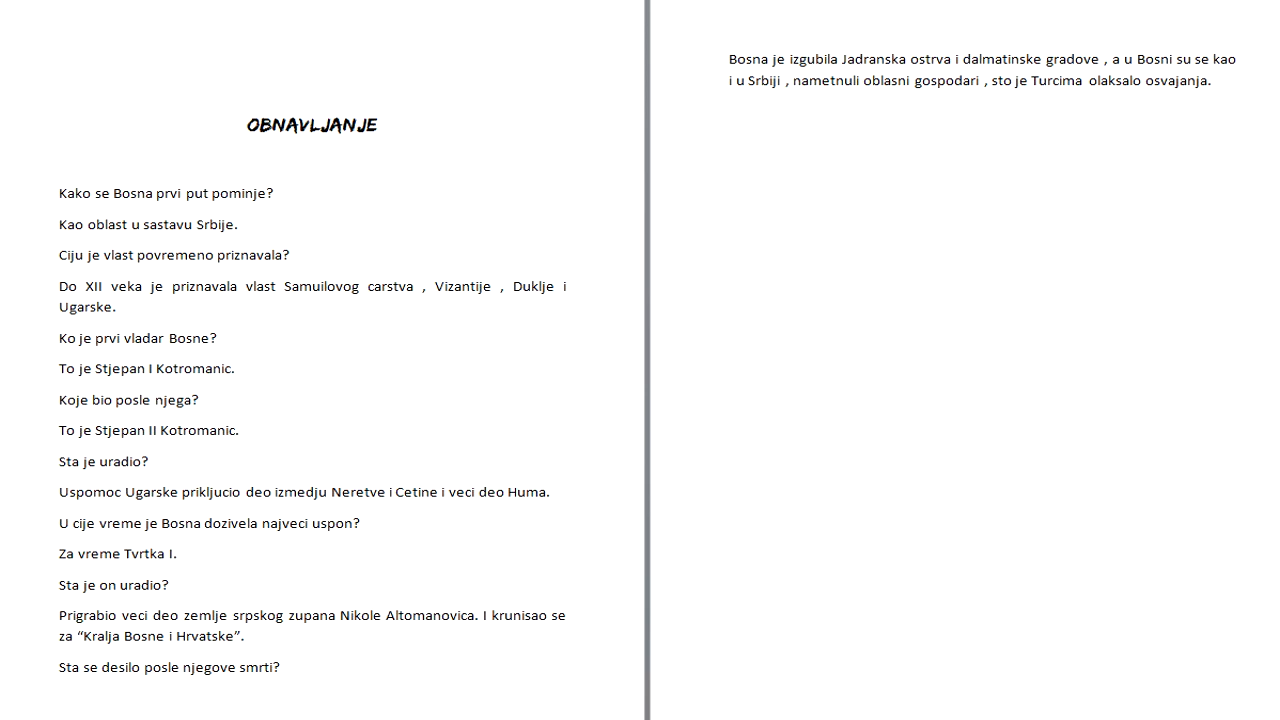 OBNAVLJANJE
Kako se Bosna prvi put pominje?
Kao oblast u sastavu Srbije.
Ciju je vlast povremeno priznavala?
Do XII veka je priznavala vlast Samuilovog carstva , Vizantije , Duklje i
Ugarske.
Ko je prvi vladar Bosne?
To je Stjepan I Kotromanic.
Koje bio posle njega?
To je Stjepan II Kotromanic.
Sta je uradio?
Uspomoc Ugarske prikljucio deo izmedju Neretve i Cetine i veci deo Huma.
U cije vreme je Bosna dozivela najveci uspon?
Za vreme Tvrtka I.
Sta je on uradio?
Prigrabio veci deo zemlje srpskog zupana Nikole Altomanovica. I krunisao se
za “Kralja Bosne i Hrvatske”.
Sta se desilo posle njegove smrti?
Bosna je izgubila Jadranska ostrva i dalmatinske gradove , a u Bosni su se kao
i u Srbiji , nametnuli oblasni gospodari , sto je Turcima olaksalo osvajanja.